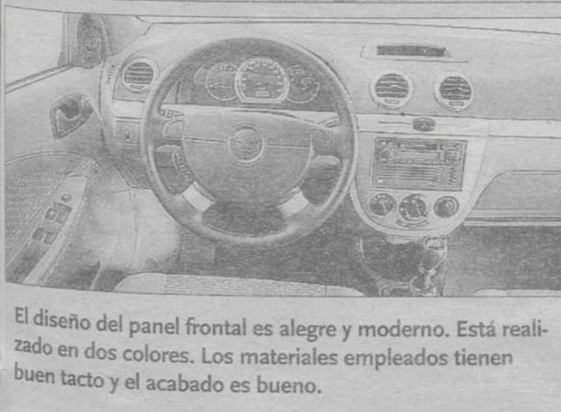 El diseño del panel frontal es alegre y moderno. Está reali-
zado en dos colores. Los materiales empleados tienen
buen tacto y el acabado es bueno.